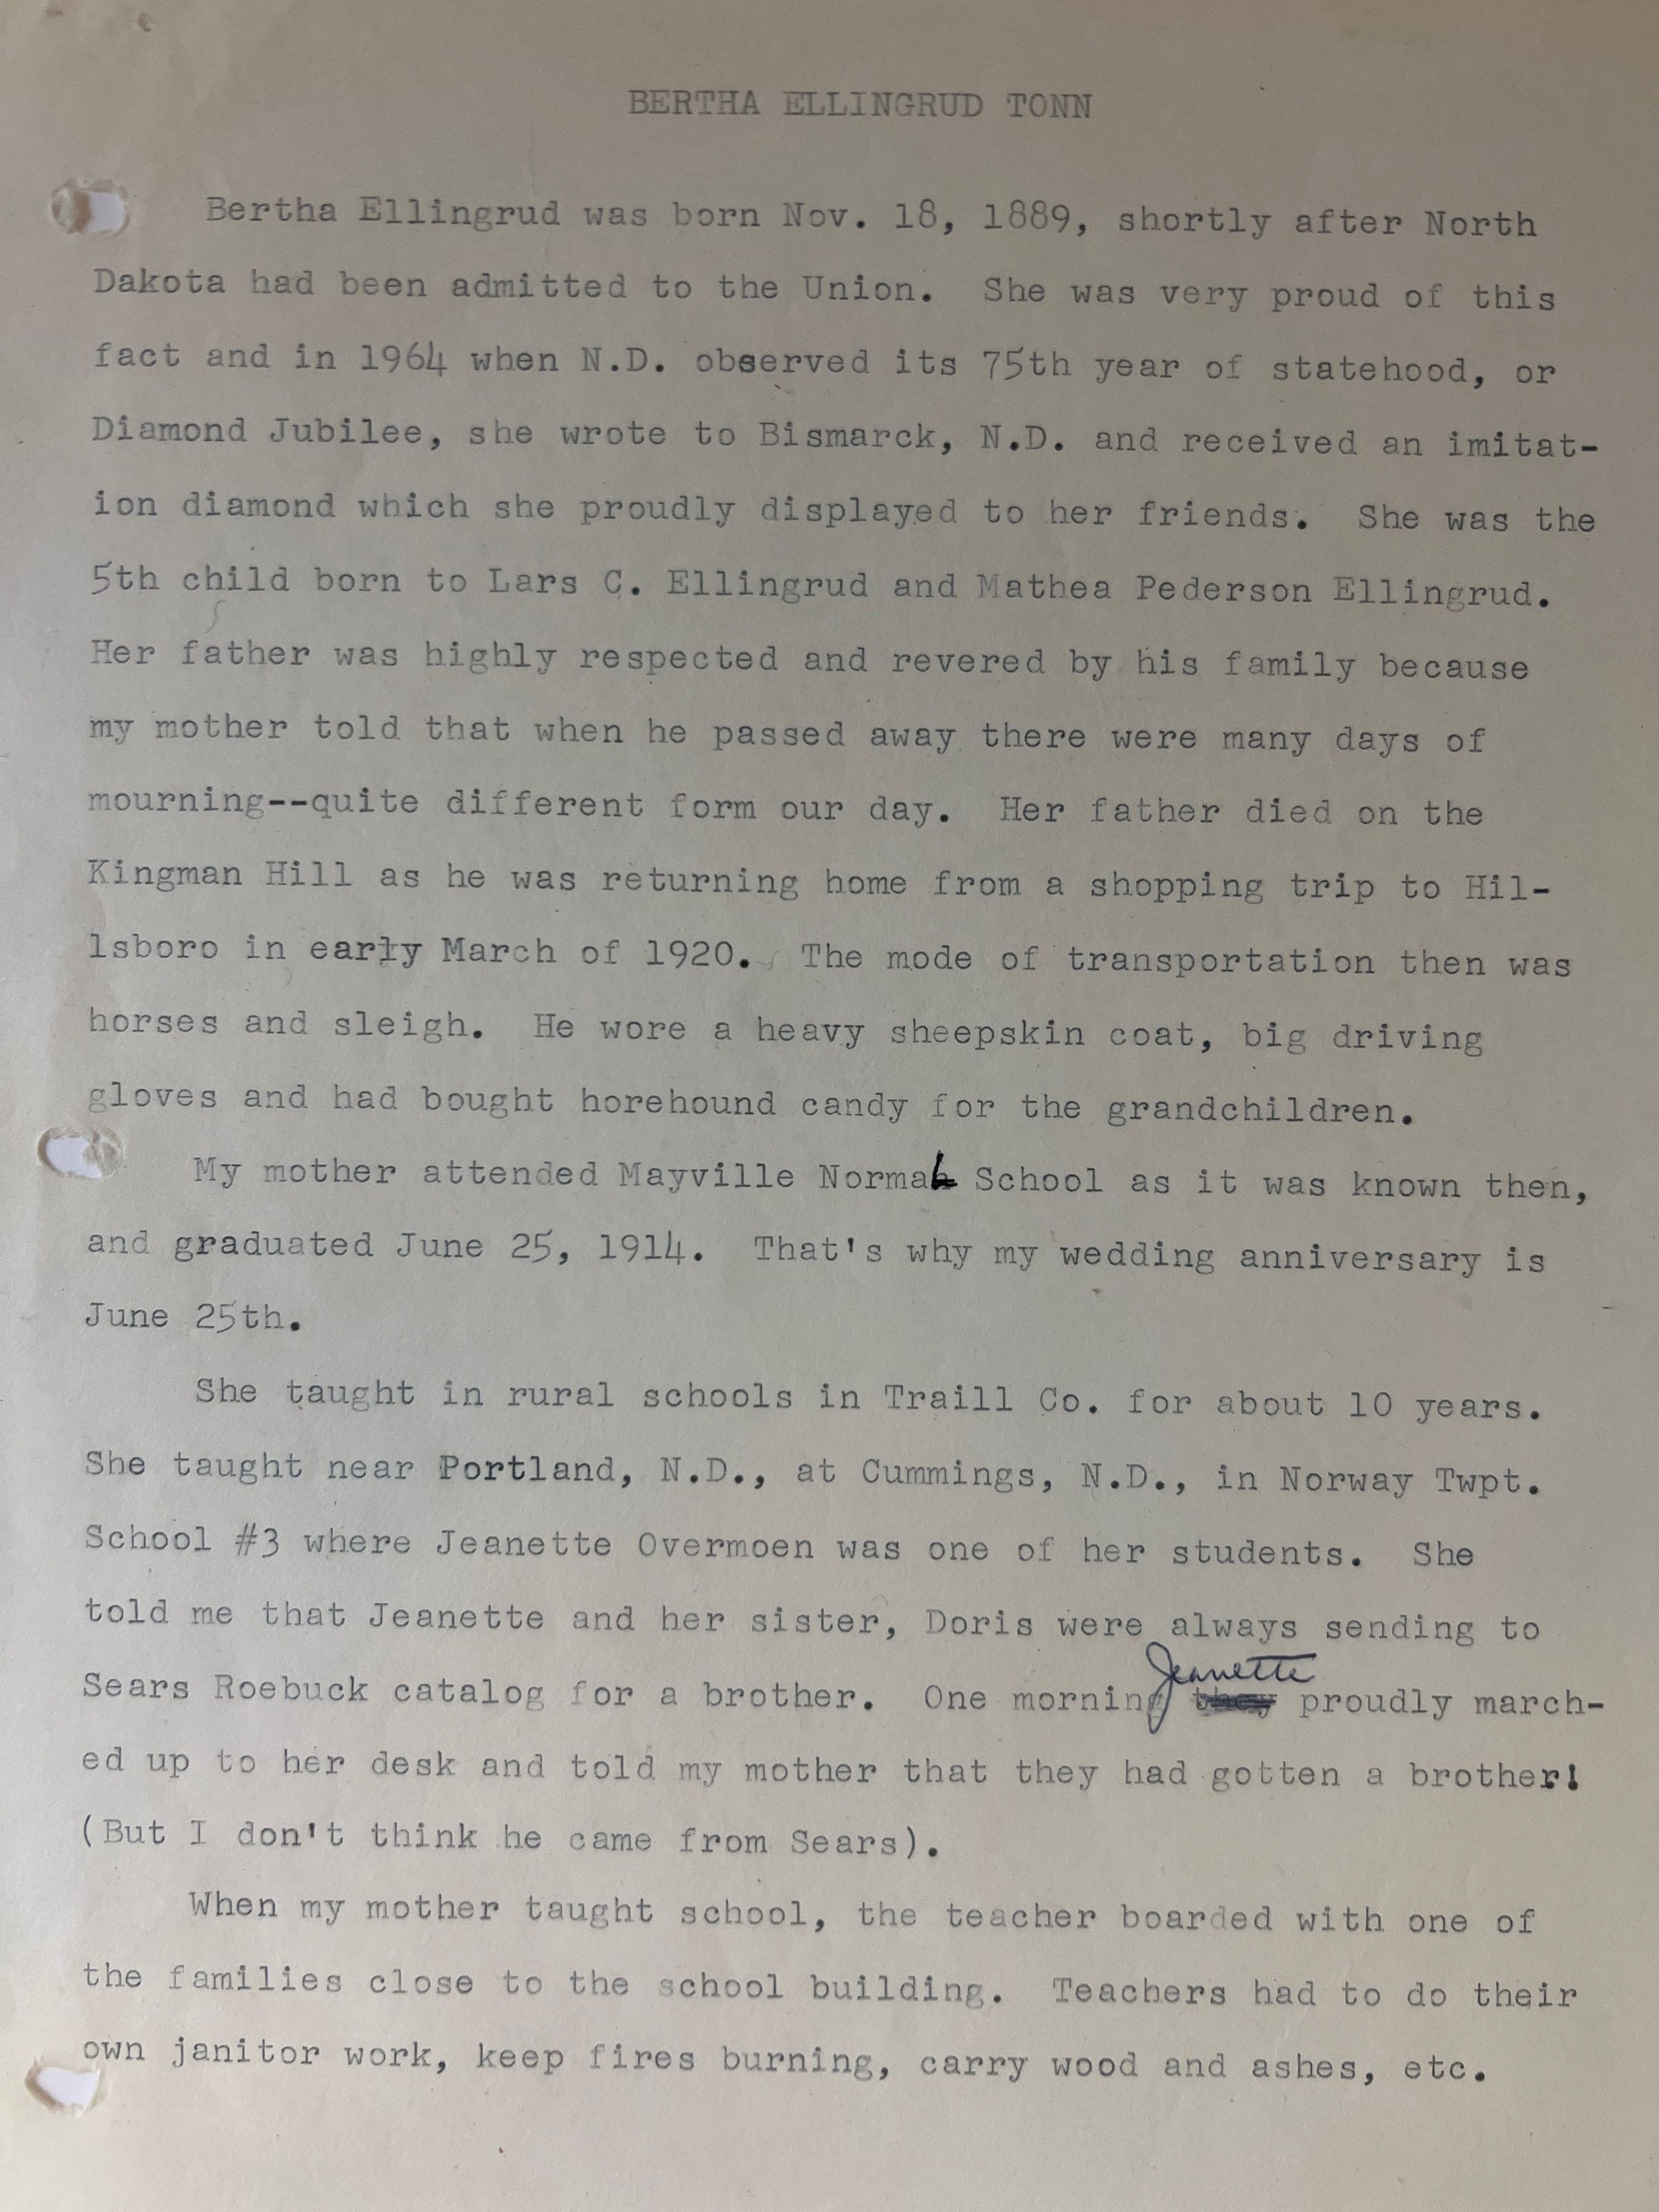 BERTHA ELLINGRUD TONN
Bertha Ellingrud was born Nov. 18, 1889, shortly after North
Dakota had been admitted to the Union. She was very proud of this
fact and in 1964 when N.D. observed its 75th year of statehood, or
Diamond Jubilee, she wrote to Bismarck, N.D. and received an imitat-
ion diamond which she proudly displayed to her friends. She was the
5th child born to Lars C. Ellingrud and Mathea Pederson Ellingrud.
Her father was highly respected and revered by his family because
my mother told that when he passed away there were many days of
mourning--quite different form our day. Her father died on the
Kingman Hill as he was returning home from a shopping trip to Hil-
lsboro in early March of 1920. The mode of transportation then was
horses and sleigh. He wore a heavy sheepskin coat, big driving
gloves and had bought horehound candy for the grandchildren.
My mother attended Mayville Normal School as it was known then,
and graduated June 25, 1914. That's why my wedding anniversary is
June 25th.
She taught in rural schools in Traill Co. for about 10 years.
She taught near Portland, N.D., at Cummings, N.D., in Norway Twpt.
School #3 where Jeanette Overmoen was one of her students. She
told me that Jeanette and her sister, Doris were always sending to
Jeanette
Sears Roebuck catalog for a brother. One morning they proudly march-
ed up to her desk and told my mother that they had gotten a brother!
(But I don't think he came from Sears).
When my mother taught school, the teacher boarded with one of
the families close to the school building. Teachers had to do their
own janitor work, keep fires burning, carry wood and ashes, etc.